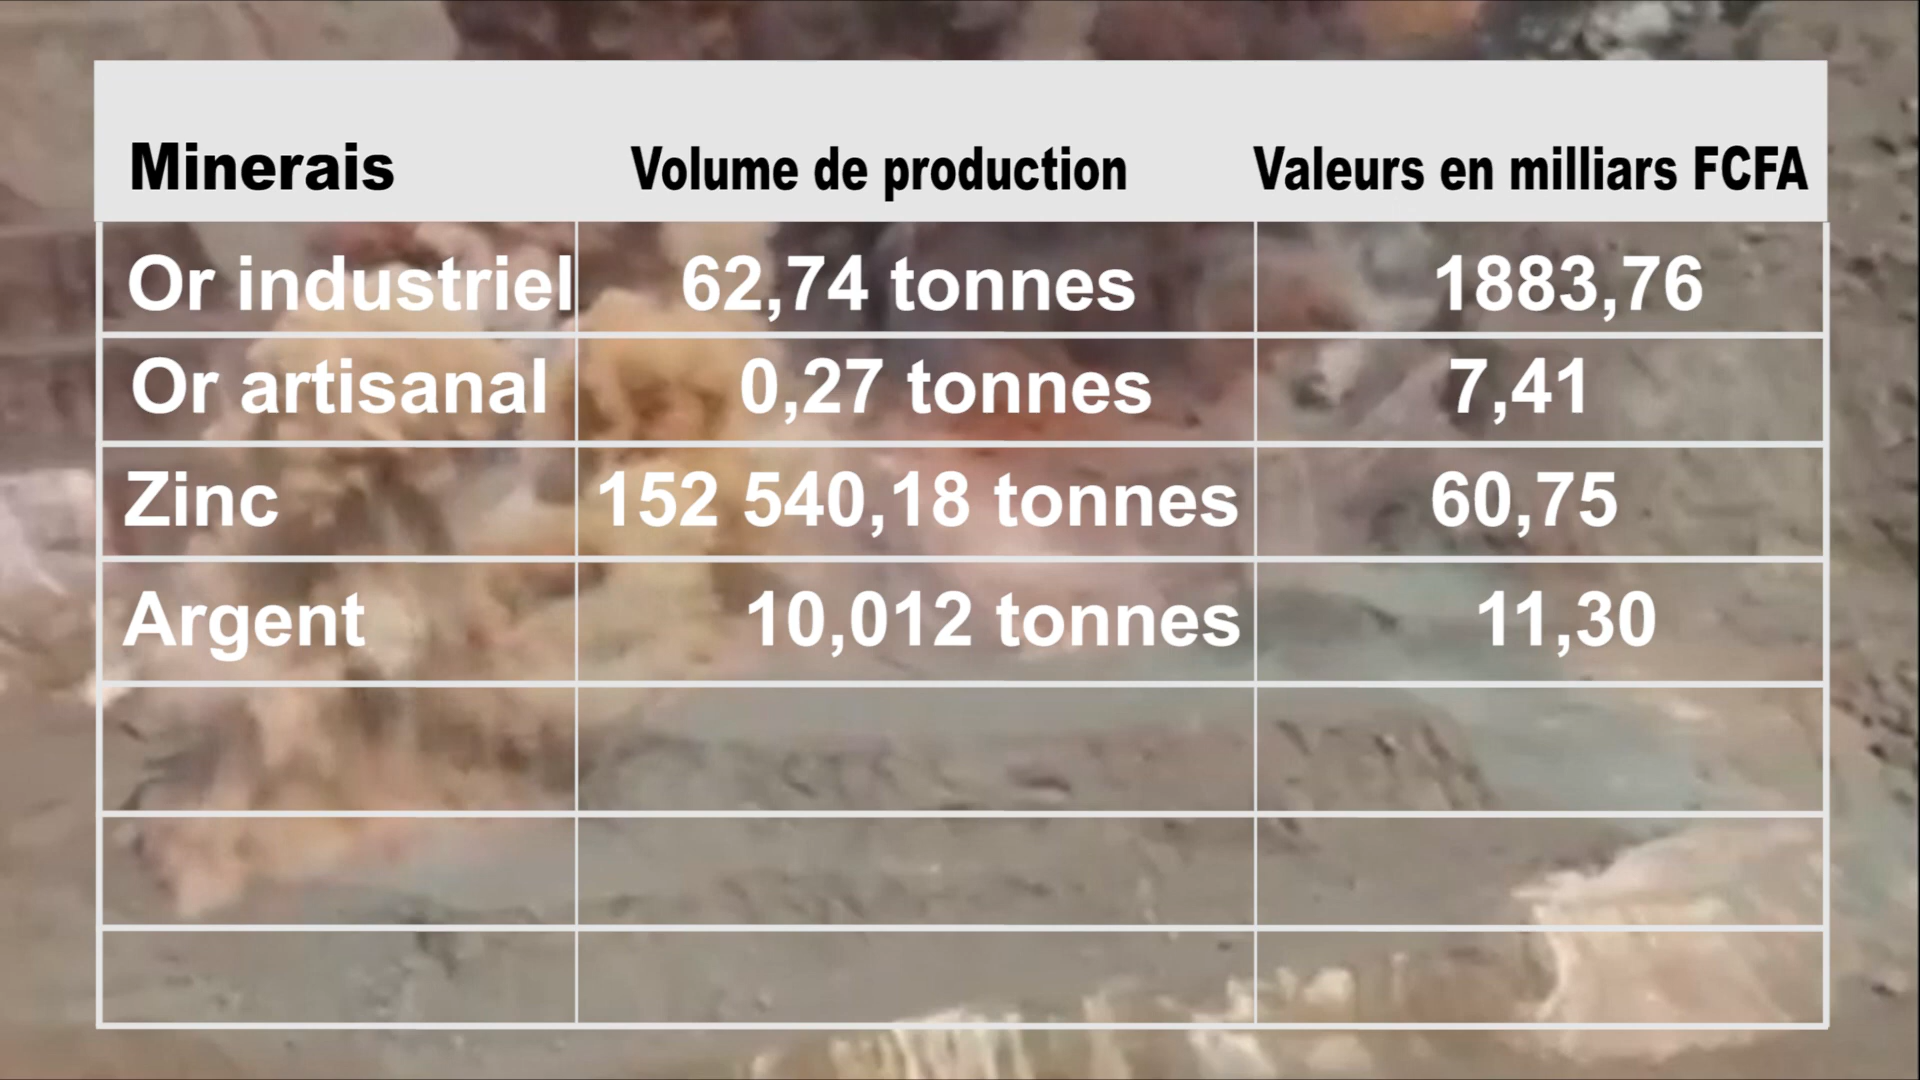 Minerais Volume de production Valeurs en milliars FCFA
Or industriel 62,74 tonnes 1883,76
Or artisanal 0,27 tonnes 7,41
Zinc 152 540,18 tonnes 60,75
Argent 10,012 tonnes 11,30